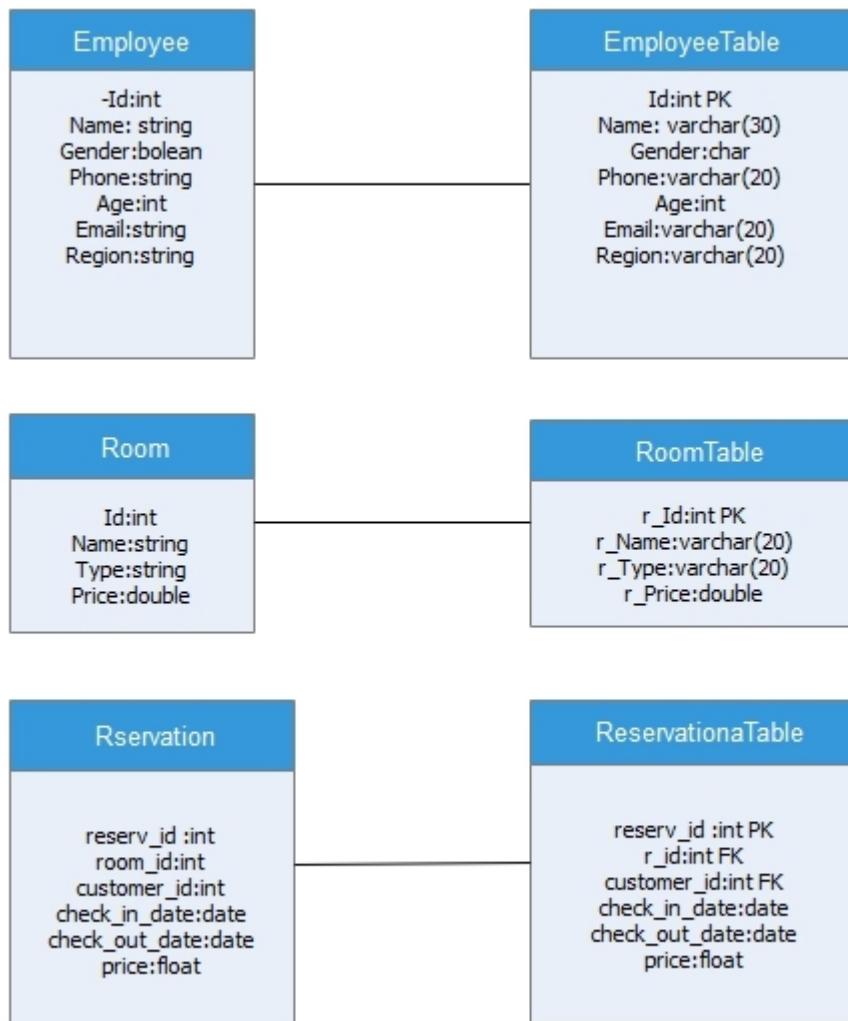 Employee
-Id:int
Name: string
Gender:bolean
Phone:string
Age:int
Email:string
Region:string
EmployeeTable
Id:int PK
Name: varchar(30)
Gender:char
Phone:varchar(20)
Age:int
Email:varchar(20)
Region:varchar(20)
Room
Id:int
Name:string
Type:string
Price:double
RoomTable
r_Id:int PK
r_Name:varchar(20)
r_Type:varchar(20)
r_Price:double
Rservation
reserv_id :int
room_id:int
customer_id:int
check_in_date:date
check_out_date:date
price:float
ReservationaTable
reserv_id :int PK
r_id:int FK
customer_id:int FK
check_in_date:date
check_out_date:date
price:float